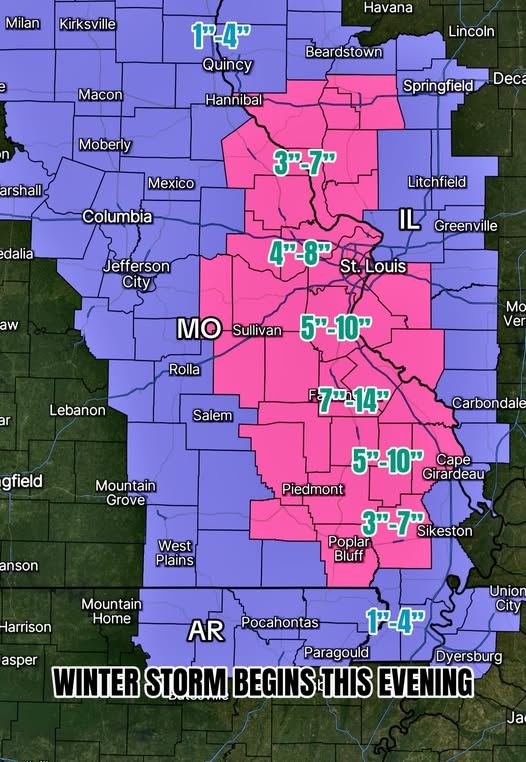 Havana
Milan
Kirksville
1”-4”
Lincoln
Quincy
Beardstown
Springfield
Macon
Hannibal
Moberly
3”-7”
Mexico
Litchfield
Columbia
IL
Greenville
4”-8”
Jefferson
City
St. Louis
MO
Sullivan
5”-10”
Rolla
7”-14”
Lebanon
Salem
Carbondale
5”-10”
Cape
Girardeau
Mountain
Grove
Piedmont
3”-7”
Sikeston
Poplar
Bluff
West
Plains
Union
City
Mountain
Home
Harrison
AR
Pocahontas
1”-4”
Paragould
Dyersburg
WINTER STORM BEGINS THIS EVENING